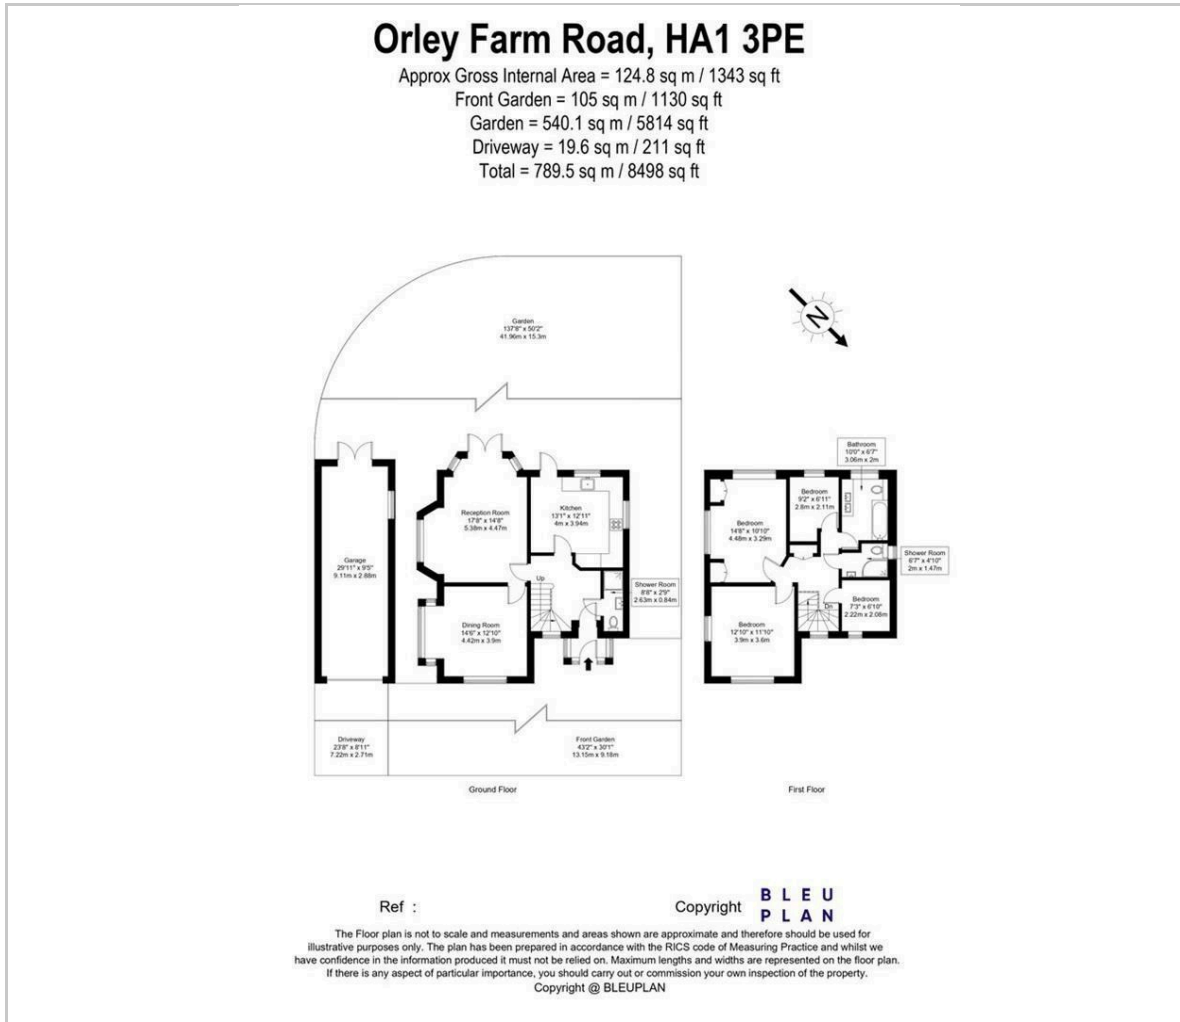 Orley Farm Road, HA1 3PE
Approx Gross Internal Area = 124.8 sq m / 1343 sq ft
Front Garden = 105 sq m / 1130 sq ft
Garden = 540.1 sq m / 5814 sq ft
Driveway = 19.6 sq m / 211 sq ft
Total = 789.5 sq m / 8498 sq ft
Garden
137'8" x 50'2"
41.96m x 15.3m
N
Reception Room
17'8" x 14'8"
5.38m x 4.47m
Kitchen
13'1" x 12'11"
4m x 3.94m
Garage
29'11" x 9'5"
9.11m x 2.88m
Up
Shower Room
8'8" x 2'9"
2.63m x 0.84m
Dining Room
14'6" x 12'10"
4.42m x 3.9m
Driveway
23'8" x 8'11"
7.22m x 2.71m
Front Garden
43'2" x 30'1"
13.15m x 9.18m
Ground Floor
Bathroom
10'0" x 6'7"
3.06m x 2m
Bedroom
9'2" x 6'11"
2.8m x 2.11m
Bedroom
14'8" x 10'10"
4.48m x 3.29m
Shower Room
6'7" x 4'10"
2m x 1.47m
Bedroom
7'3" x 6'10"
2.22m x 2.08m
Dn
Bedroom
12'10" x 11'10"
3.9m x 3.6m
First Floor
Ref :
Copyright
BLEU
PLAN
The Floor plan is not to scale and measurements and areas shown are approximate and therefore should be used for
illustrative purposes only. The plan has been prepared in accordance with the RICS code of Measuring Practice and whilst we
have confidence in the information produced it must not be relied on. Maximum lengths and widths are represented on the floor plan.
If there is any aspect of particular importance, you should carry out or commission your own inspection of the property.
Copyright @ BLEUPLAN